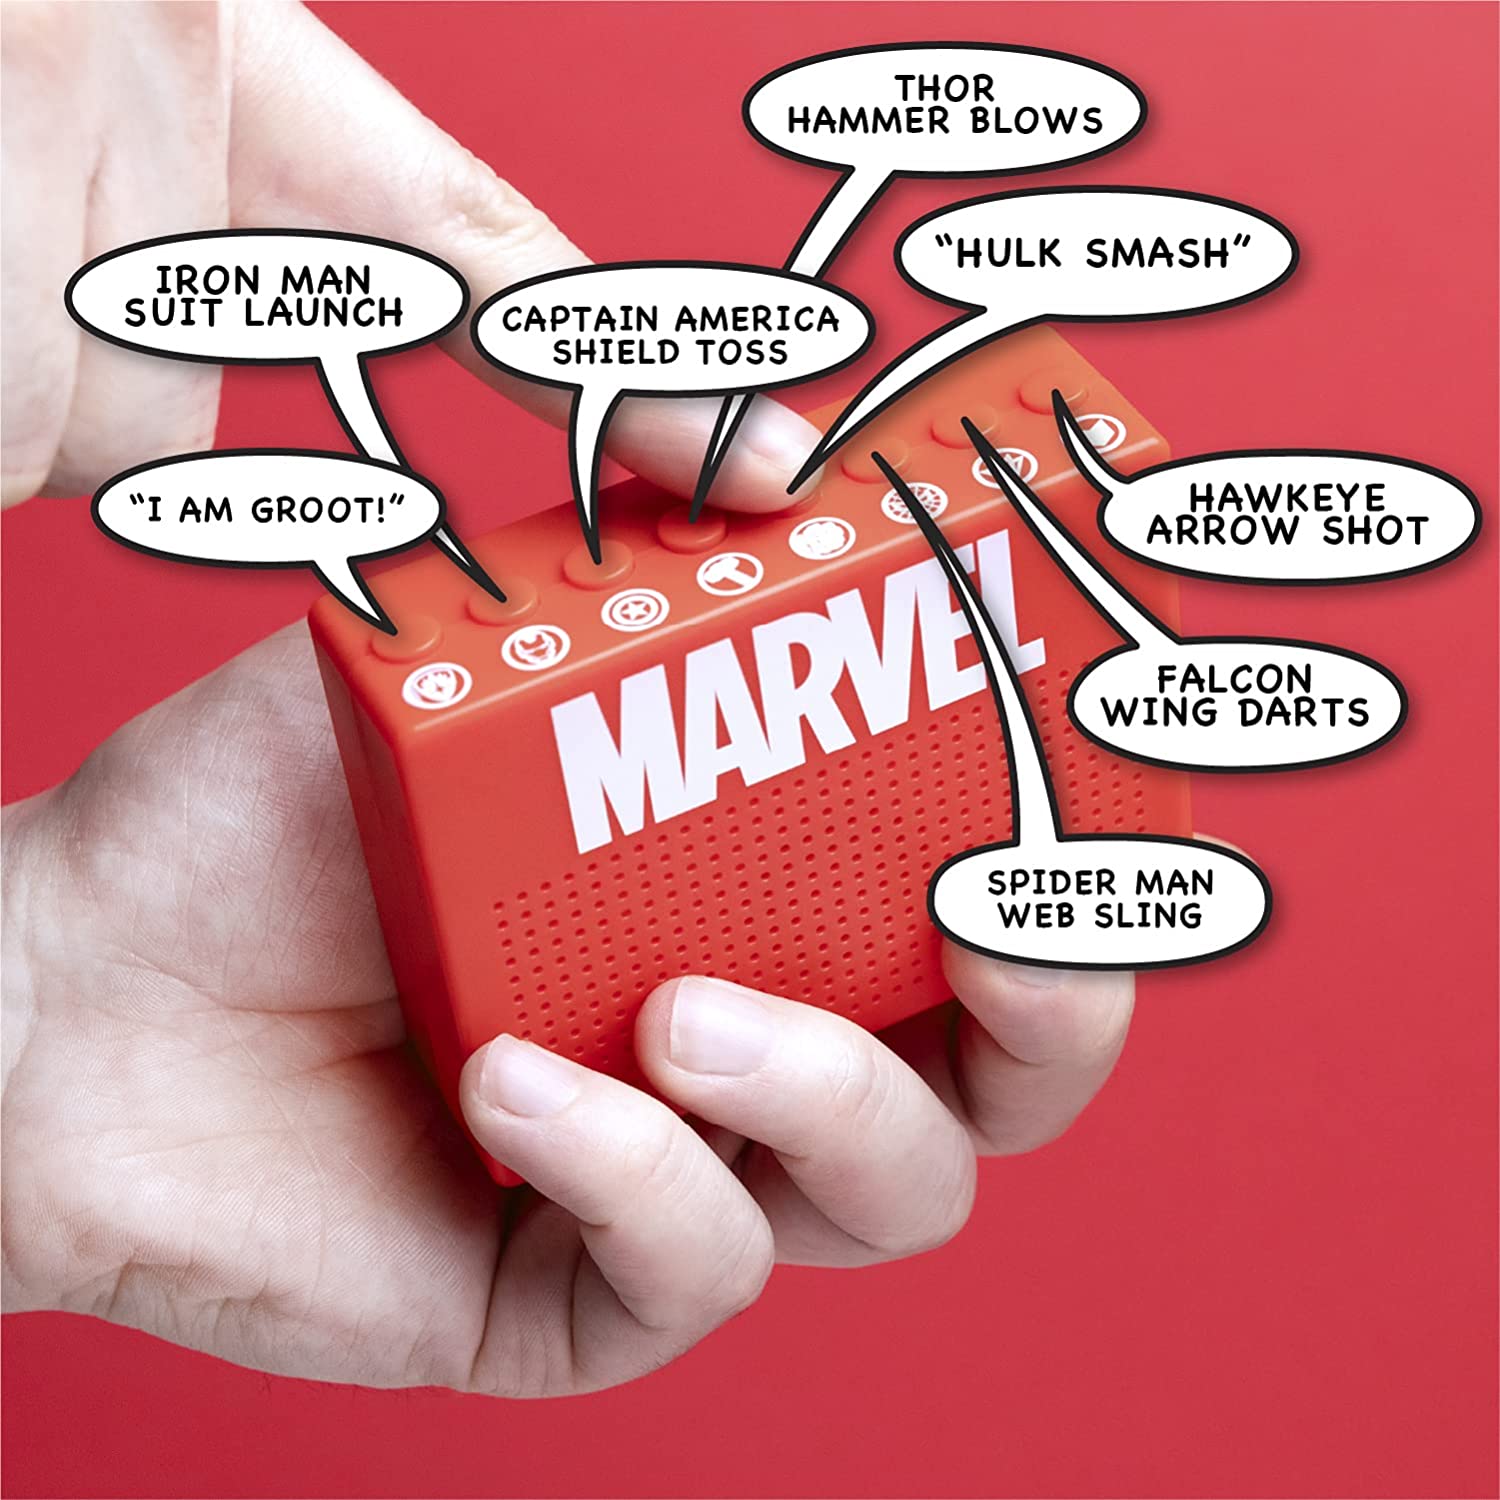 THOR
HAMMER BLOWS
"HULK SMASH"
IRON MAN
SUIT LAUNCH
CAPTAIN AMERICA
SHIELD TOSS
"I AM GROOT!"
HAWKEYE
ARROW SHOT
MARVEL
FALCON
WING DARTS
SPIDER MAN
WEB SLING